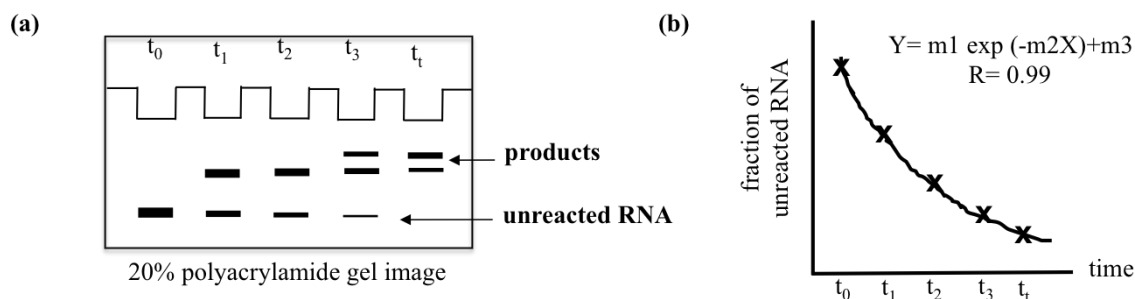 (a)
t0 t1 t2 t3 tt
products
unreacted RNA
20% polyacrylamide gel image
(b)
Y= m1 exp (-m2X)+m3
R= 0.99
fraction of
unreacted RNA
time
t0 t1 t2 t3 tt